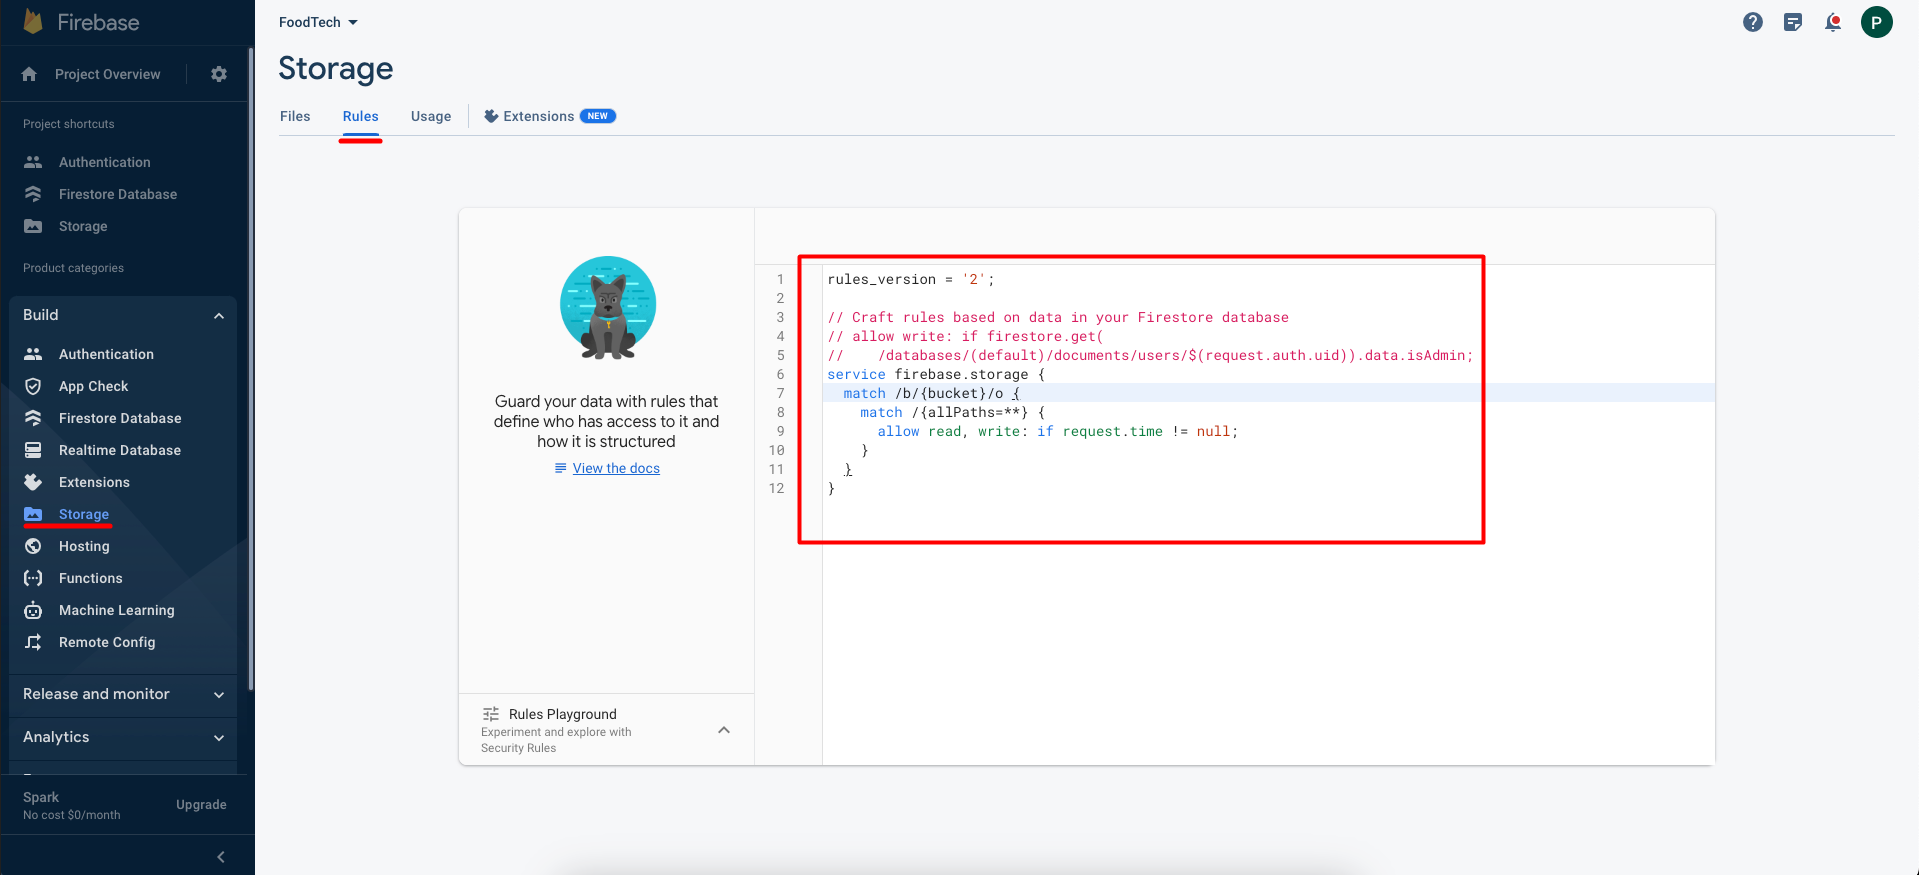 Firebase
Project Overview
Project shortcuts
Authentication
Firestore Database
Storage
Product categories
Build
Authentication
App Check
Firestore Database
Realtime Database
Extensions
Storage
Hosting
Functions
Machine Learning
Remote Config
Release and monitor
Analytics
Spark
No cost $0/month
Upgrade
FoodTech
P
Storage
Files
Rules
Usage
Extensions NEW
Guard your data with rules that
define who has access to it and
how it is structured
View the docs
Rules Playground
Experiment and explore with
Security Rules
1 rules_version = '2';
2
3 // Craft rules based on data in your Firestore database
4 // allow write: if firestore.get(
5 //    /databases/(default)/documents/users/$(request.auth.uid)).data.isAdmin;
6 service firebase.storage {
7   match /b/{bucket}/o {
8     match /{allPaths=**} {
9       allow read, write: if request.time != null;
10     }
11   }
12 }